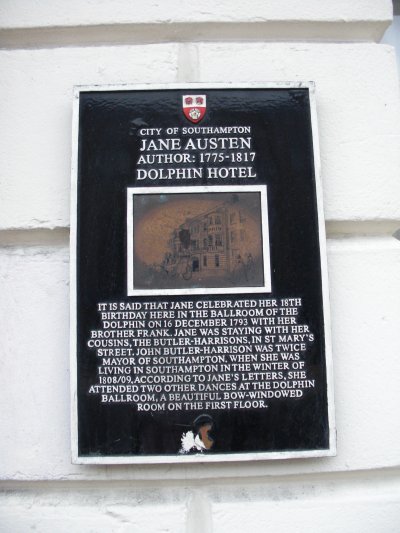 CITY OF SOUTHAMPTON
JANE AUSTEN
AUTHOR: 1775-1817
DOLPHIN HOTEL
IT IS SAID THAT JANE CELEBRATED HER 18TH
BIRTHDAY HERE IN THE BALLROOM OF THE
DOLPHIN ON 16 DECEMBER 1793 WITH HER
BROTHER FRANK. JANE WAS STAYING WITH HER
COUSINS, THE BUTLER-HARRISONS, IN ST MARY'S
STREET. JOHN BUTLER-HARRISON WAS TWICE
MAYOR OF SOUTHAMPTON. WHEN SHE WAS
LIVING IN SOUTHAMPTON IN THE WINTER OF
1808/09, ACCORDING TO JANE'S LETTERS, SHE
ATTENDED TWO OTHER DANCES AT THE DOLPHIN
BALLROOM, A BEAUTIFUL BOW-WINDOWED
ROOM ON THE FIRST FLOOR.